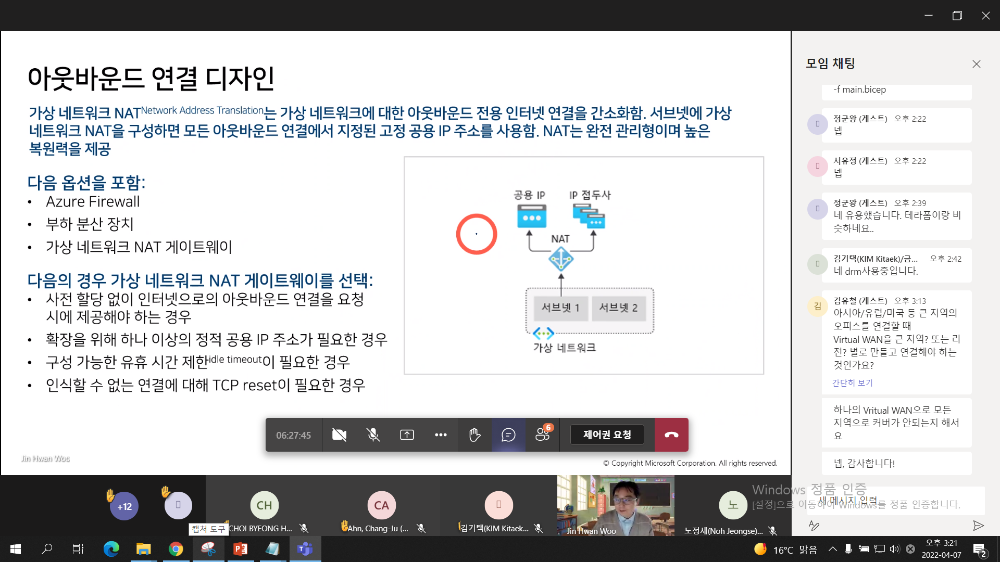 아웃바운드 연결 디자인
가상 네트워크 NAT Network Address Translation는 가상 네트워크에 대한 아웃바운드 전용 인터넷 연결을 간소화함. 서브넷에 가상
네트워크 NAT을 구성하면 모든 아웃바운드 연결에서 지정된 고정 공용 IP 주소를 사용함. NAT는 완전 관리형이며 높은
복원력을 제공
다음 옵션을 포함:
• Azure Firewall
• 부하 분산 장치
• 가상 네트워크 NAT 게이트웨이
다음의 경우 가상 네트워크 NAT 게이트웨이를 선택:
• 사전 할당 없이 인터넷으로의 아웃바운드 연결을 요청
시에 제공해야 하는 경우
• 확장을 위해 하나 이상의 정적 공용 IP 주소가 필요한 경우
• 구성 가능한 유휴 시간 제한idle timeout이 필요한 경우
• 인식할 수 없는 연결에 대해 TCP reset이 필요한 경우
공용 IP
IP 접두사
NAT
서브넷 1
서브넷 2
가상 네트워크
06:27:45
6
제어권 요청
Jin Hwan Woo
© Copyright Microsoft Corporation. All rights reserved.
+12
CH
CHOI BYEONG H...
CA
Ahn, Chang-Ju (...
김기택(KIM Kitaek...
Jin Hwan Woo
노
노정세(Noh Jeongse)...
캡처 도구
모임 채팅
-f main.bicep
정군왕 (게스트) 오후 2:22
넵
서유정 (게스트) 오후 2:22
넵
정군왕 (게스트) 오후 2:39
네 유용했습니다. 테라폼이랑 비
슷하네요..
김기택(KIM Kitaek)/금... 오후 2:42
네 drm사용중입니다.
김
김유철 (게스트) 오후 3:13
아시아/유럽/미국 등 큰 지역의
오피스를 연결할 때
Virtual WAN을 큰 지역? 또는 리
전? 별로 만들고 연결해야 하는
것인가요?
간단히 보기
하나의 Vritual WAN으로 모든
지역으로 커버가 안되는지 해서
요
넵, 감사합니다!
Windows 정품 인증
[설정]으로 이동하여 Windows를 정품 인증합니다.
새 메시지 입력
16°C 맑음
오후 3:21
2022-04-07
2